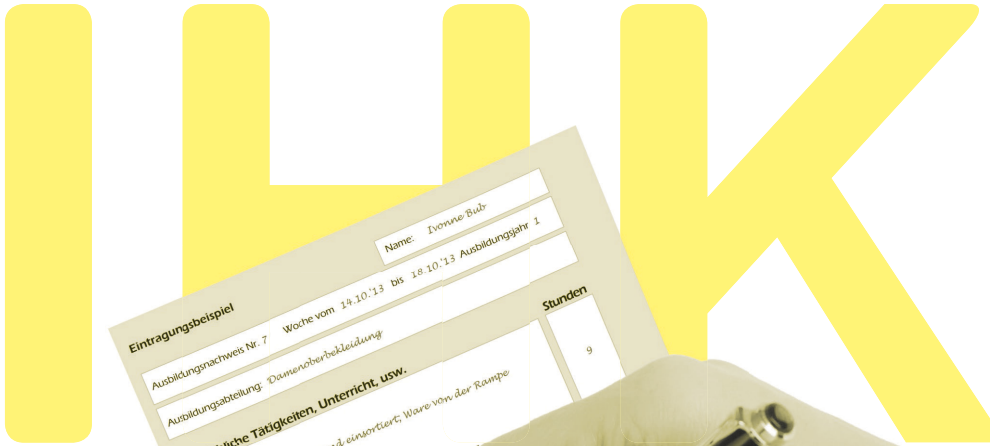 IHK
Name: Ivonne Bub
Eintragungsbeispiel
Ausbildungsnachweis Nr. 7 Woche vom 14.10.'13 bis 18.10.'13 Ausbildungsjahr 1
Ausbildungsabteilung: Damenoberbekleidung
Tätigkeiten, Unterricht, usw.
Stunden
einsortiert; Ware von der Rampe
9